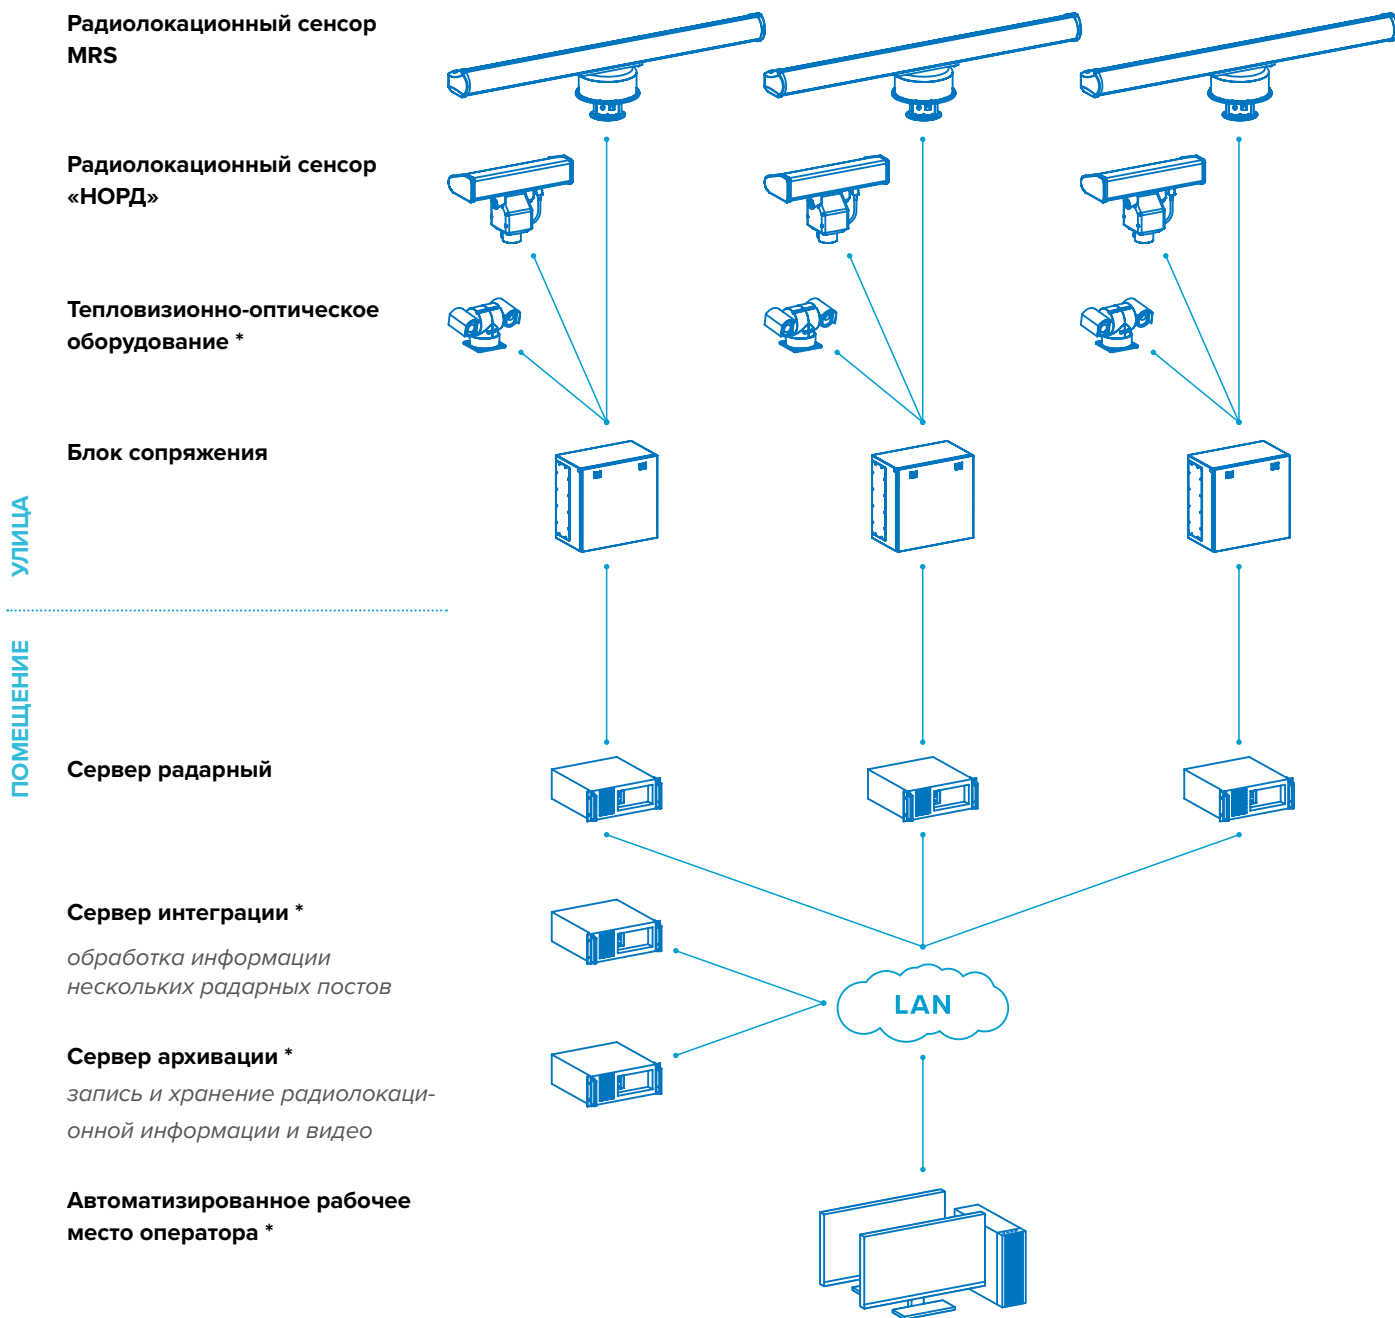 Радиолокационный сенсор
MRS
Радиолокационный сенсор
«НОРД»
Тепловизионно-оптическое
оборудование *
Блок сопряжения
УЛИЦА
ПОМЕЩЕНИЕ
Сервер радарный
Сервер интеграции *
обработка информации
нескольких радарных постов
LAN
Сервер архивации *
запись и хранение радиолокаци-
онной информации и видео
Автоматизированное рабочее
место оператора *